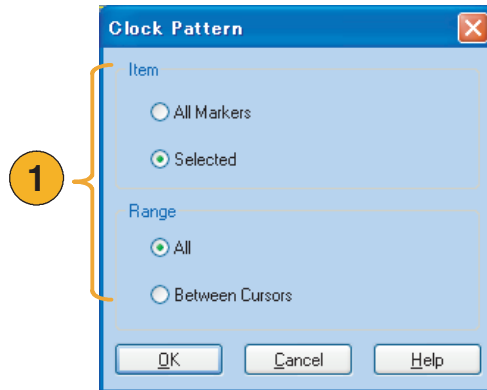 Clock Pattern
Item
All Markers
Selected
1
Range
All
Between Cursors
OK Cancel Help